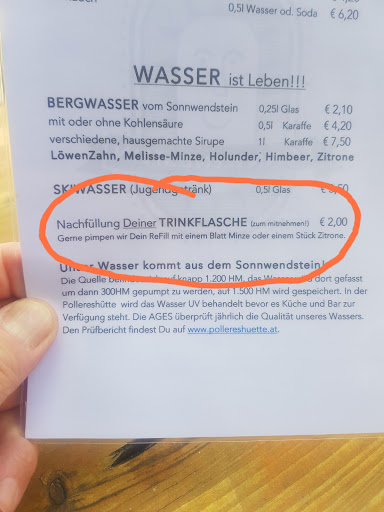 0,5l Wasser od. Soda € 6,20
WASSER ist Leben!!!
BERGWASSER vom Sonnwendstein 0,25l Glas € 2,10
mit oder ohne Kohlensäure 0,5l Karaffe € 4,20
verschiedene, hausgemachte Sirupe 1l Karaffe € 7,50
LöwenZahn, Melisse-Minze, Holunder, Himbeer, Zitrone
SKIWASSER (Jugendgetränk) 0,5l Glas
Nachfüllung Deiner TRINKFLASCHE (zum mitnehmen!) € 2,00
Gerne pimpen wir Dein ReFill mit einem Blatt Minze oder einem Stück Zitrone.
Unser Wasser kommt aus dem Sonnwendstein!
Die Quelle knapp 1.200 HM, das dort gefasst
um dann 300HM gepumpt zu werden, auf 1.500 HM wird gespeichert. In der
Pollereshütte wird das Wasser UV behandelt bevor es Küche und Bar zur
Verfügung steht. Die AGES überprüft jährlich die Qualität unseres Wassers.
Den Prüfbericht findest Du auf www.pollereshuette.at.